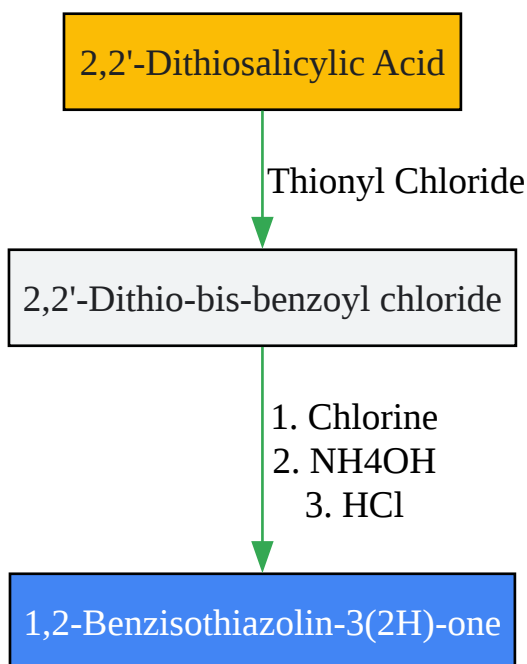 2,2'-Dithiosalicylic Acid
Thionyl Chloride
2,2'-Dithio-bis-benzoyl chloride
1. Chlorine
2. NH4OH
3. HCl
1,2-Benzisothiazolin-3(2H)-one